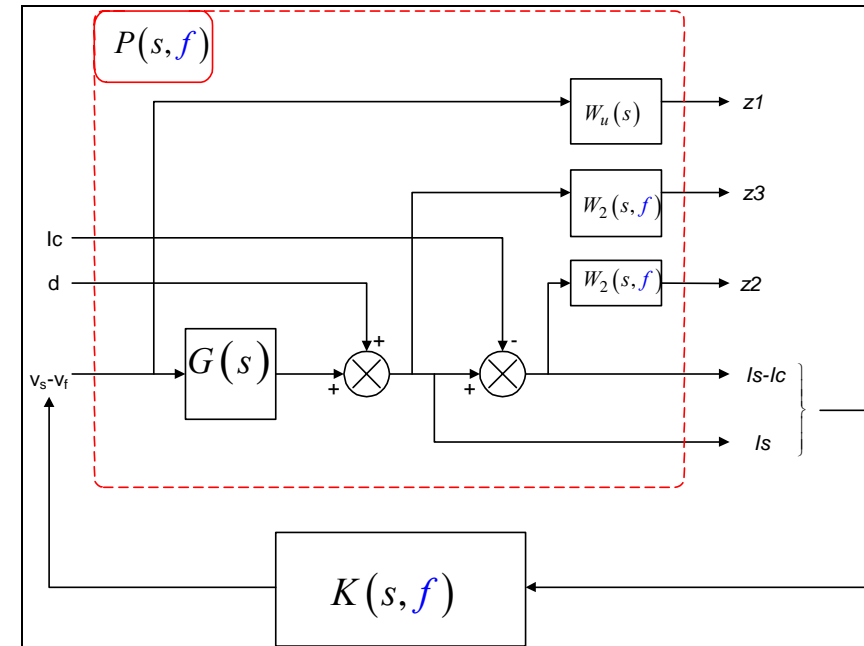 P(s,f)
W_u(s)
z1
W_2(s,f)
z3
Ic
W_2(s,f)
z2
d
+
-
v_s-v_f
G(s)
+
+
Is-Ic
Is
K(s,f)